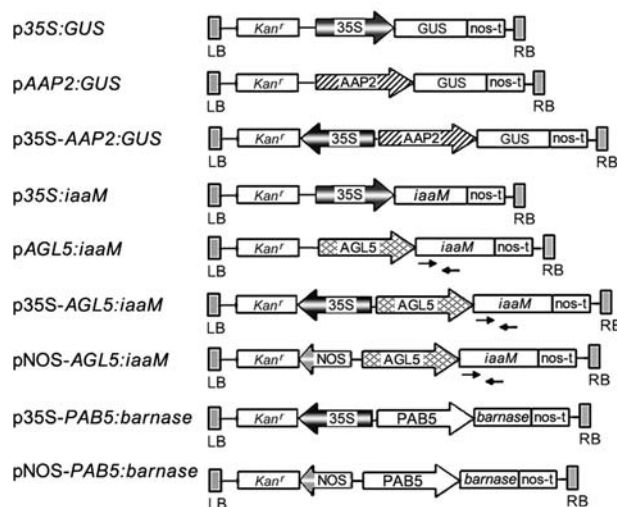 p35S:GUS Kanʳ 35S GUS nos-t
LB RB
pAAP2:GUS Kanʳ AAP2 GUS nos-t
LB RB
p35S-AAP2:GUS Kanʳ 35S AAP2 GUS nos-t
LB RB
p35S:iaaM Kanʳ 35S iaaM nos-t
LB RB
pAGL5:iaaM Kanʳ AGL5 iaaM nos-t
LB RB
p35S-AGL5:iaaM Kanʳ 35S AGL5 iaaM nos-t
LB RB
pNOS-AGL5:iaaM Kanʳ NOS AGL5 iaaM nos-t
LB RB
p35S-PAB5:barnase Kanʳ 35S PAB5 barnase nos-t
LB RB
pNOS-PAB5:barnase Kanʳ NOS PAB5 barnase nos-t
LB RB